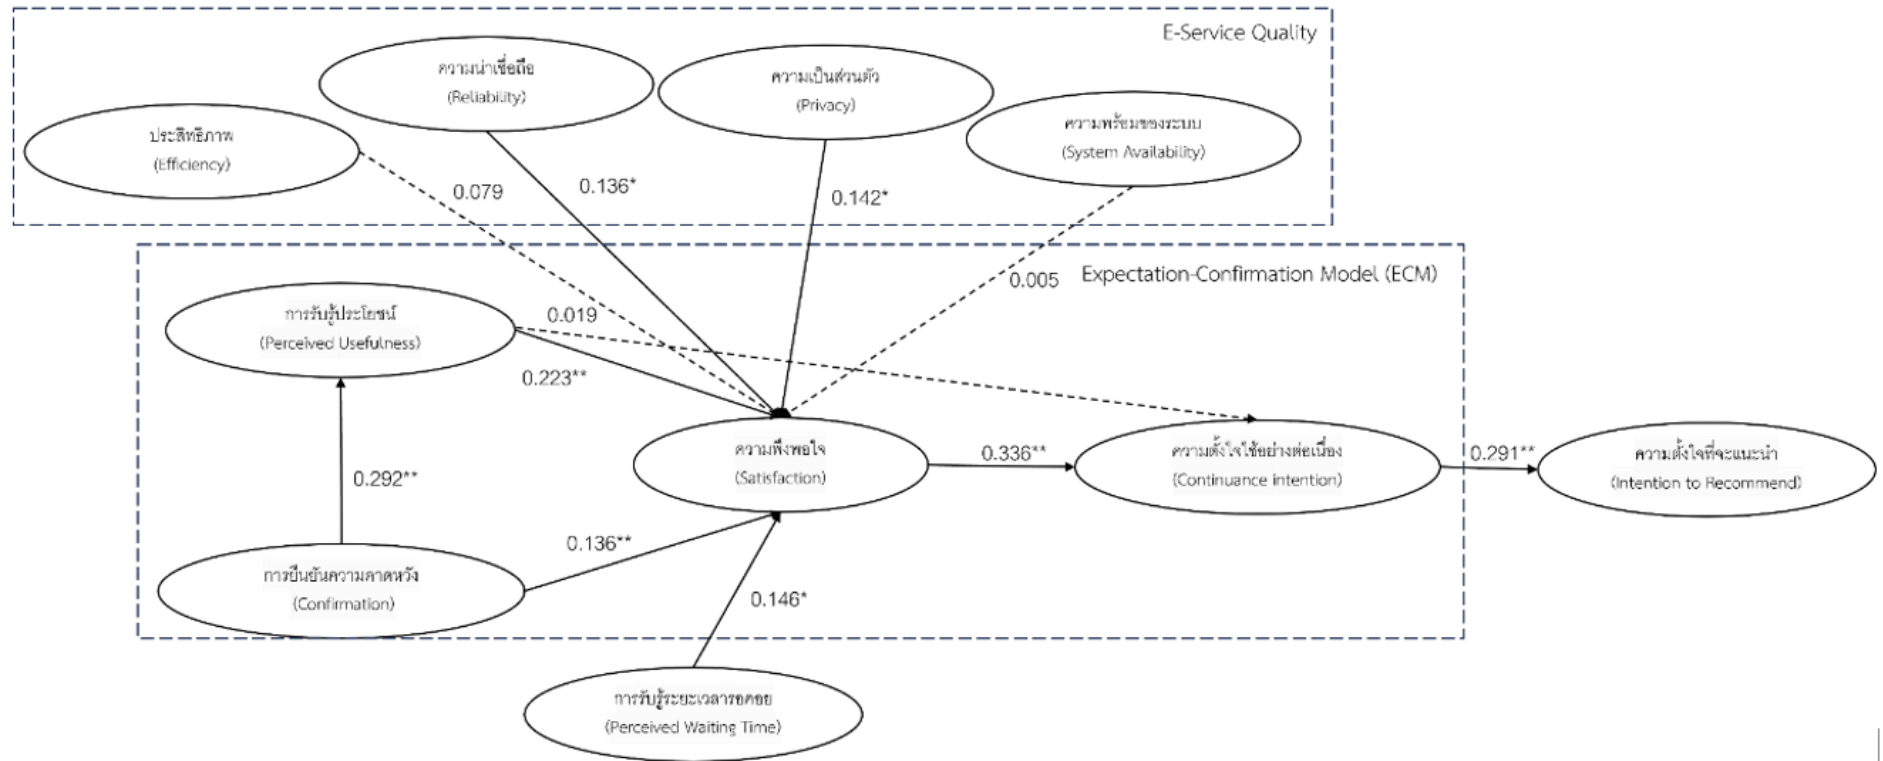 E-Service Quality
ความน่าเชื่อถือ
(Reliability)
ความเป็นส่วนตัว
(Privacy)
ความพร้อมของระบบ
(System Availability)
ประสิทธิภาพ
(Efficiency)
0.079
0.136*
0.142*
0.005
Expectation-Confirmation Model (ECM)
การรับรู้ประโยชน์
(Perceived Usefulness)
0.019
0.223**
ความพึงพอใจ
(Satisfaction)
0.336**
ความตั้งใจใช้อย่างต่อเนื่อง
(Continuance intention)
0.291**
ความตั้งใจที่จะแนะนำ
(Intention to Recommend)
0.292**
0.136**
การยืนยันความคาดหวัง
(Confirmation)
0.146*
การรับรู้ระยะเวลารอคอย
(Perceived Waiting Time)